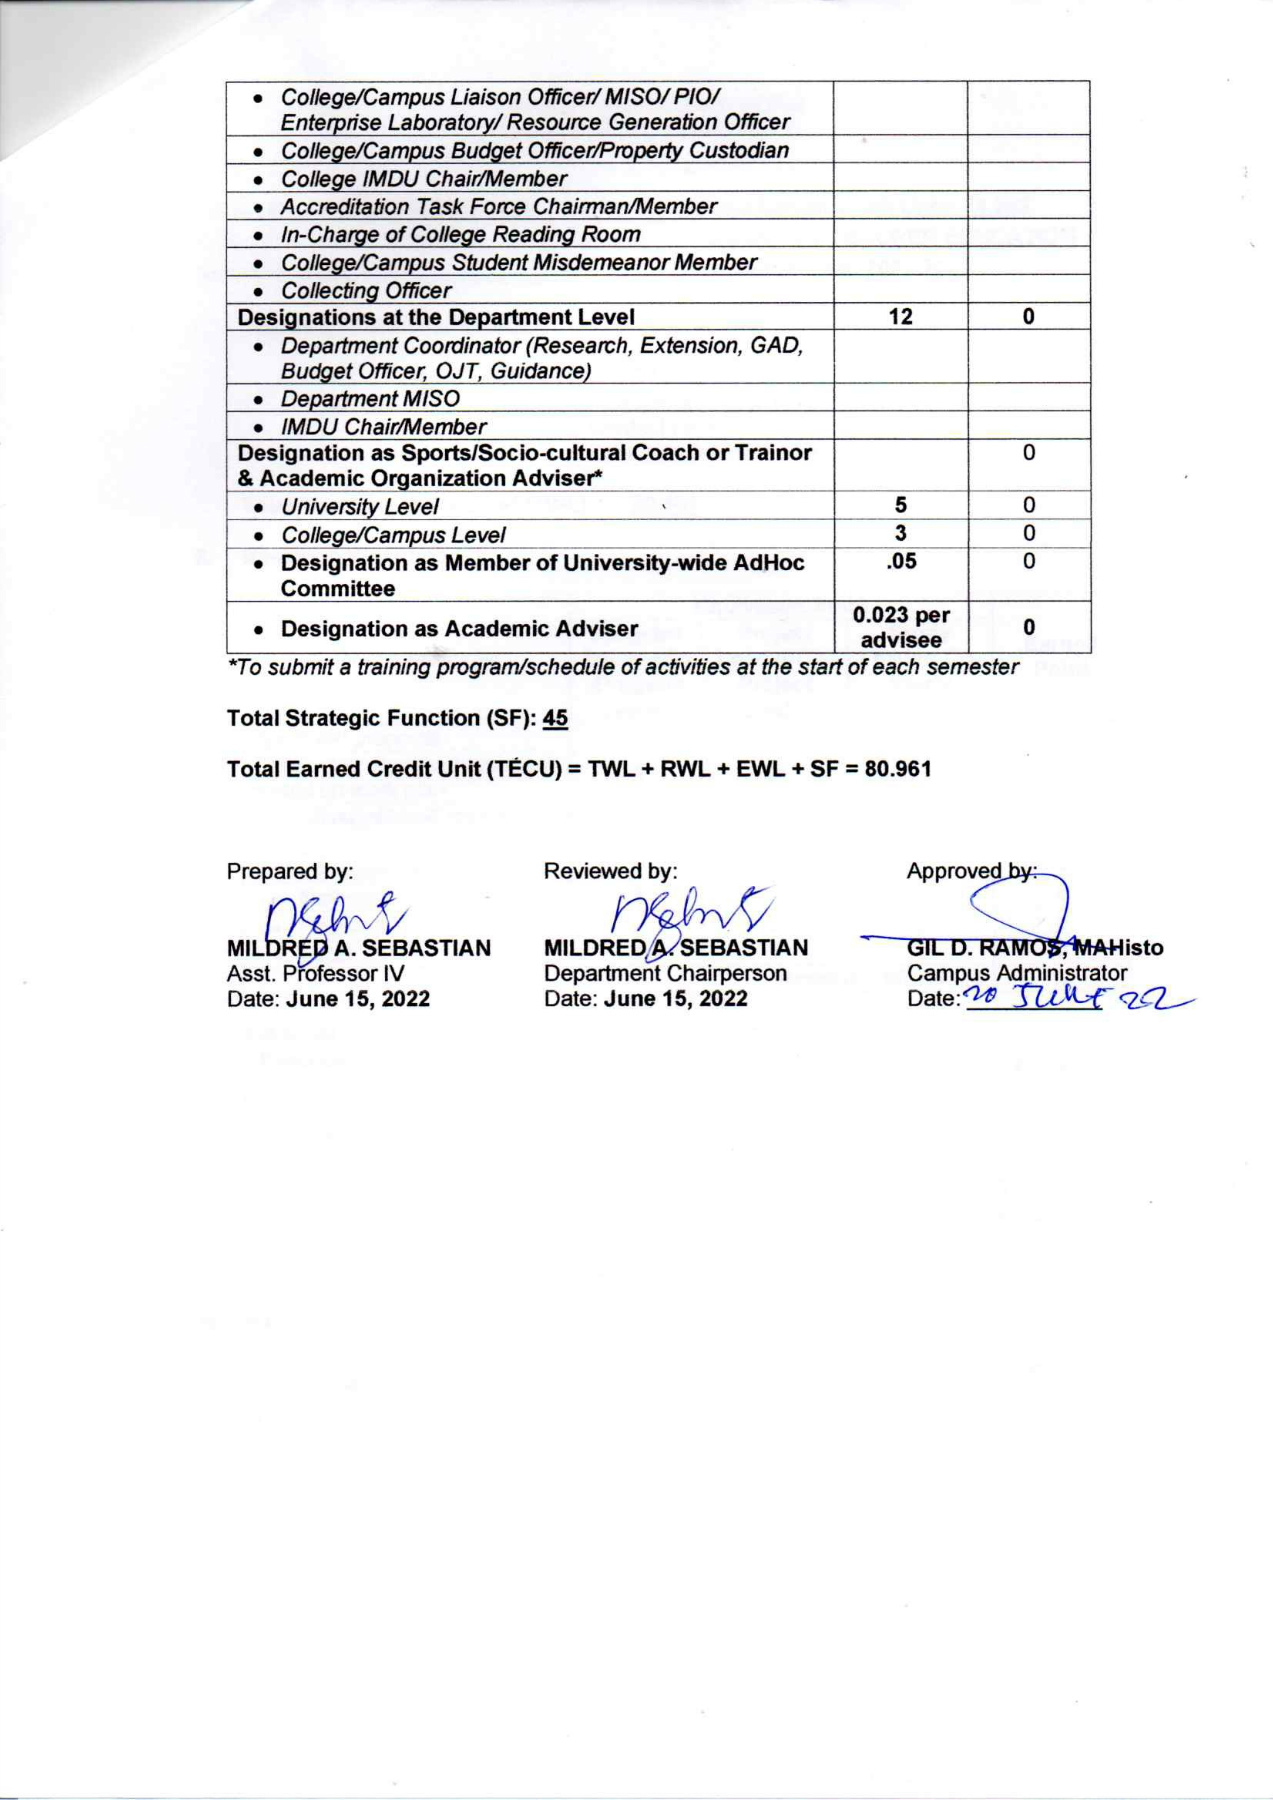 • College/Campus Liaison Officer/ MISO/ PIO/
Enterprise Laboratory/ Resource Generation Officer
• College/Campus Budget Officer/Property Custodian
• College IMDU Chair/Member
• Accreditation Task Force Chairman/Member
• In-Charge of College Reading Room
• College/Campus Student Misdemeanor Member
• Collecting Officer
Designations at the Department Level 12 0
• Department Coordinator (Research, Extension, GAD,
Budget Officer, OJT, Guidance)
• Department MISO
• IMDU Chair/Member
Designation as Sports/Socio-cultural Coach or Trainor 0
& Academic Organization Adviser*
• University Level 5 0
• College/Campus Level 3 0
• Designation as Member of University-wide AdHoc .05 0
Committee
• Designation as Academic Adviser 0.023 per advisee 0
*To submit a training program/schedule of activities at the start of each semester
Total Strategic Function (SF): 45
Total Earned Credit Unit (TECU) = TWL + RWL + EWL + SF = 80.961
Prepared by: Reviewed by: Approved by:
MILDRED A. SEBASTIAN MILDRED A. SEBASTIAN GIL D. RAMOS, MAHisto
Asst. Professor IV Department Chairperson Campus Administrator
Date: June 15, 2022 Date: June 15, 2022 Date: 20 JUNE 22